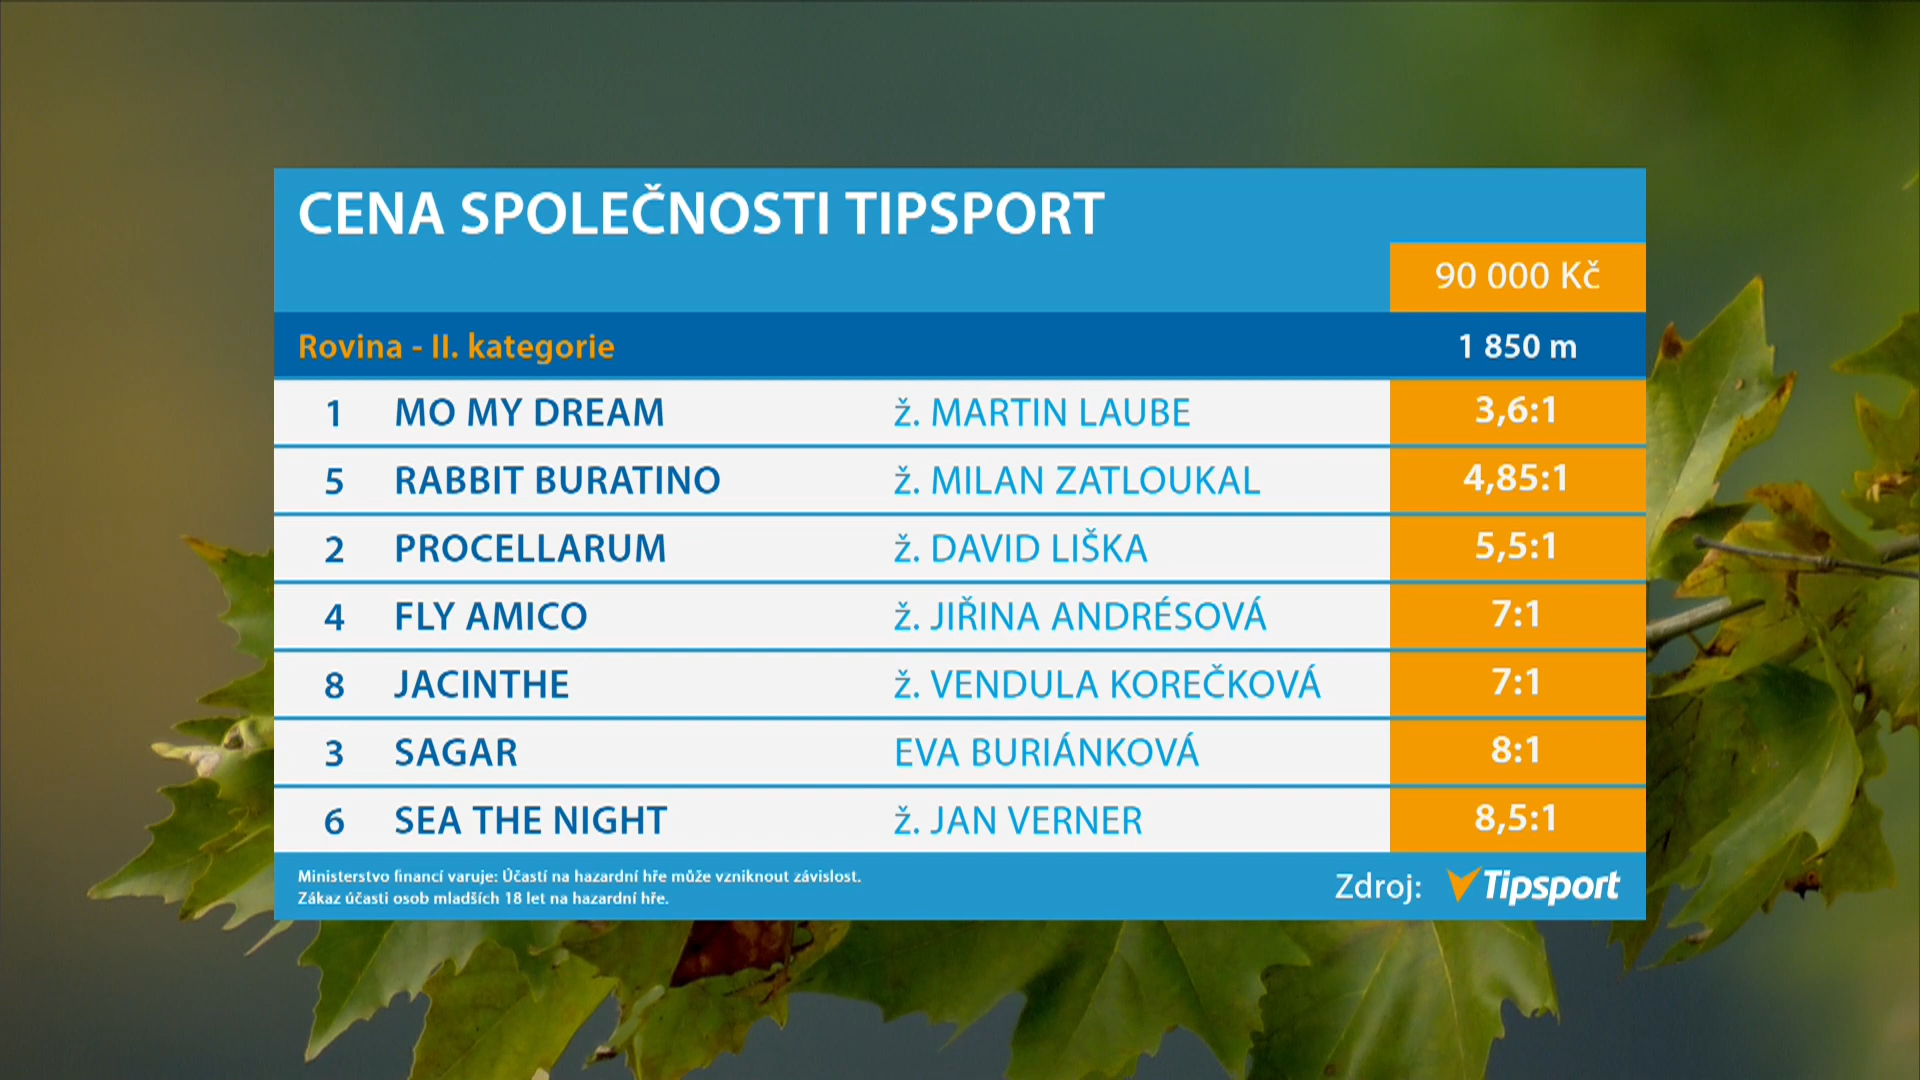 CENA SPOLEČNOSTI TIPSPORT
90 000 Kč
Rovina - II. kategorie 1 850 m
1 MO MY DREAM ž. MARTIN LAUBE 3,6:1
5 RABBIT BURATINO ž. MILAN ZATLOUKAL 4,85:1
2 PROCELLARUM ž. DAVID LIŠKA 5,5:1
4 FLY AMICO ž. JIŘINA ANDRÉSOVÁ 7:1
8 JACINTHE ž. VENDULA KOREČKOVÁ 7:1
3 SAGAR EVA BURIÁNKOVÁ 8:1
6 SEA THE NIGHT ž. JAN VERNER 8,5:1
Ministerstvo financí varuje: Účastí na hazardní hře může vzniknout závislost.
Zákaz účasti osob mladších 18 let na hazardní hře.
Zdroj: Tipsport